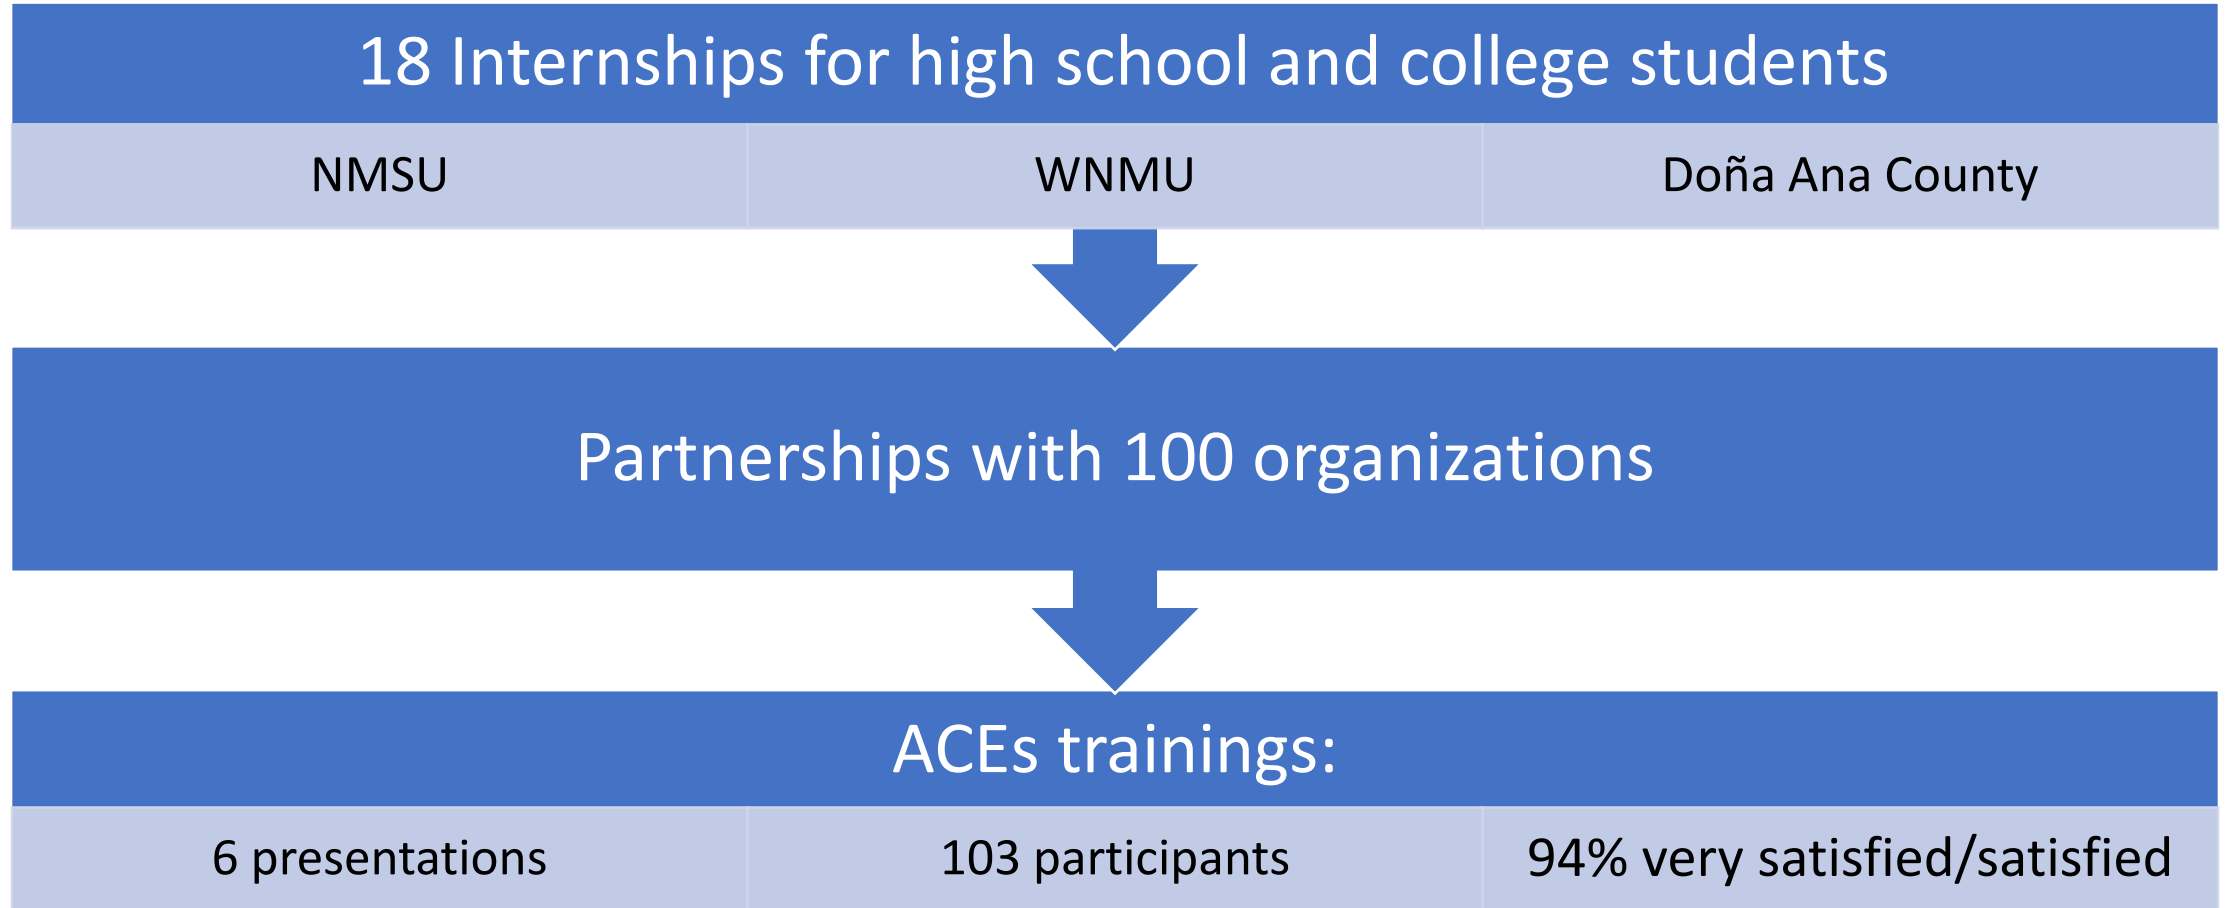 18 Internships for high school and college students
NMSU
WNMU
Doña Ana County
Partnerships with 100 organizations
ACEs trainings:
6 presentations
103 participants
94% very satisfied/satisfied